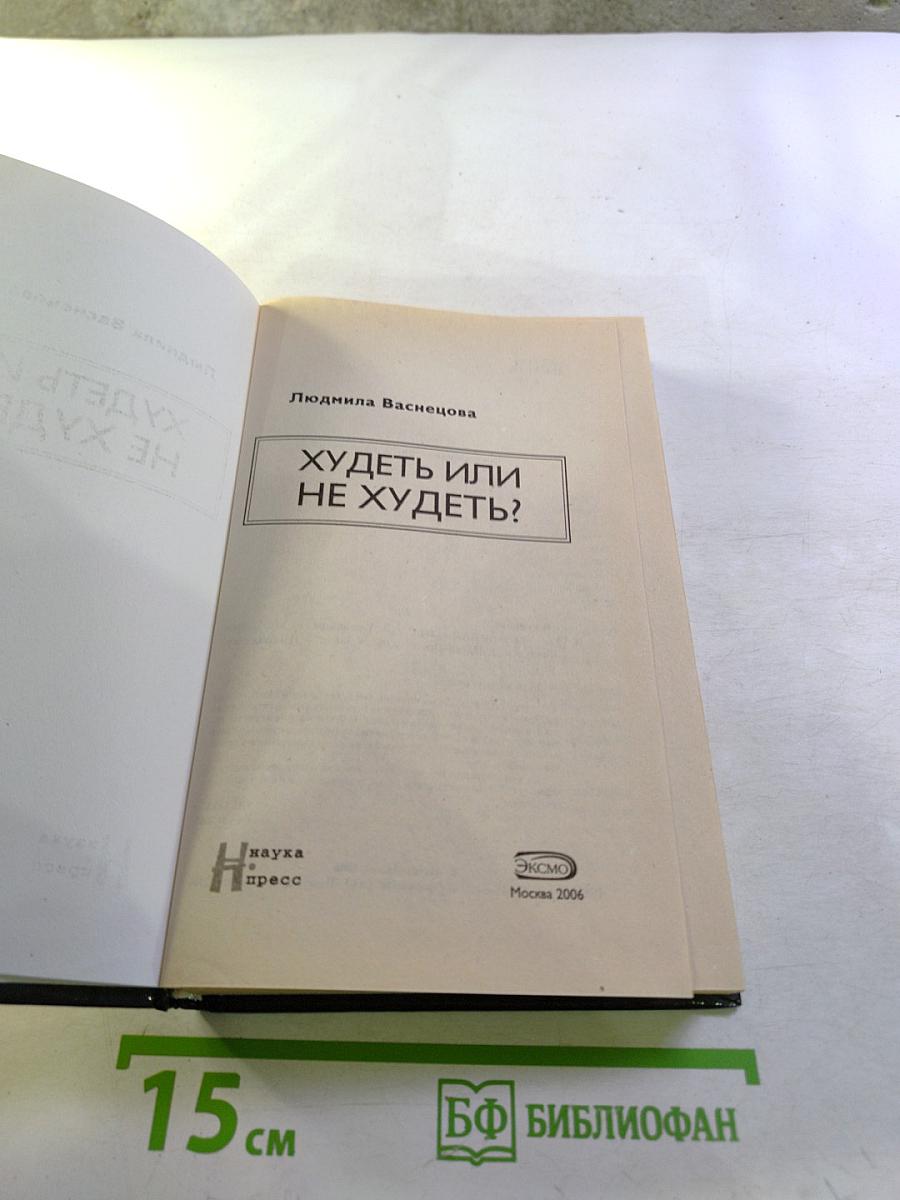 Людмила Васнецова
ХУДЕТЬ ИЛИ
НЕ ХУДЕТЬ?
наука
пресс
ЭКСМО
Москва 2006
15 см
БФ БИБЛИОФАН